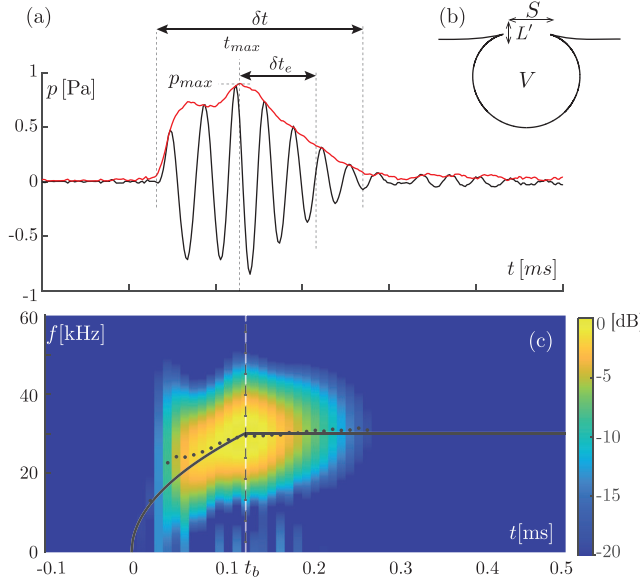 (a)
δt
t_max
δt_e
p_max
p [Pa]
1
0.5
0
-0.5
-1
t [ms]
(b)
S
L′
V
60
f [kHz]
(c)
40
20
0
-0.1
0
0.1
t_b
0.2
0.3
0.4
0.5
t [ms]
0 [dB]
-5
-10
-15
-20